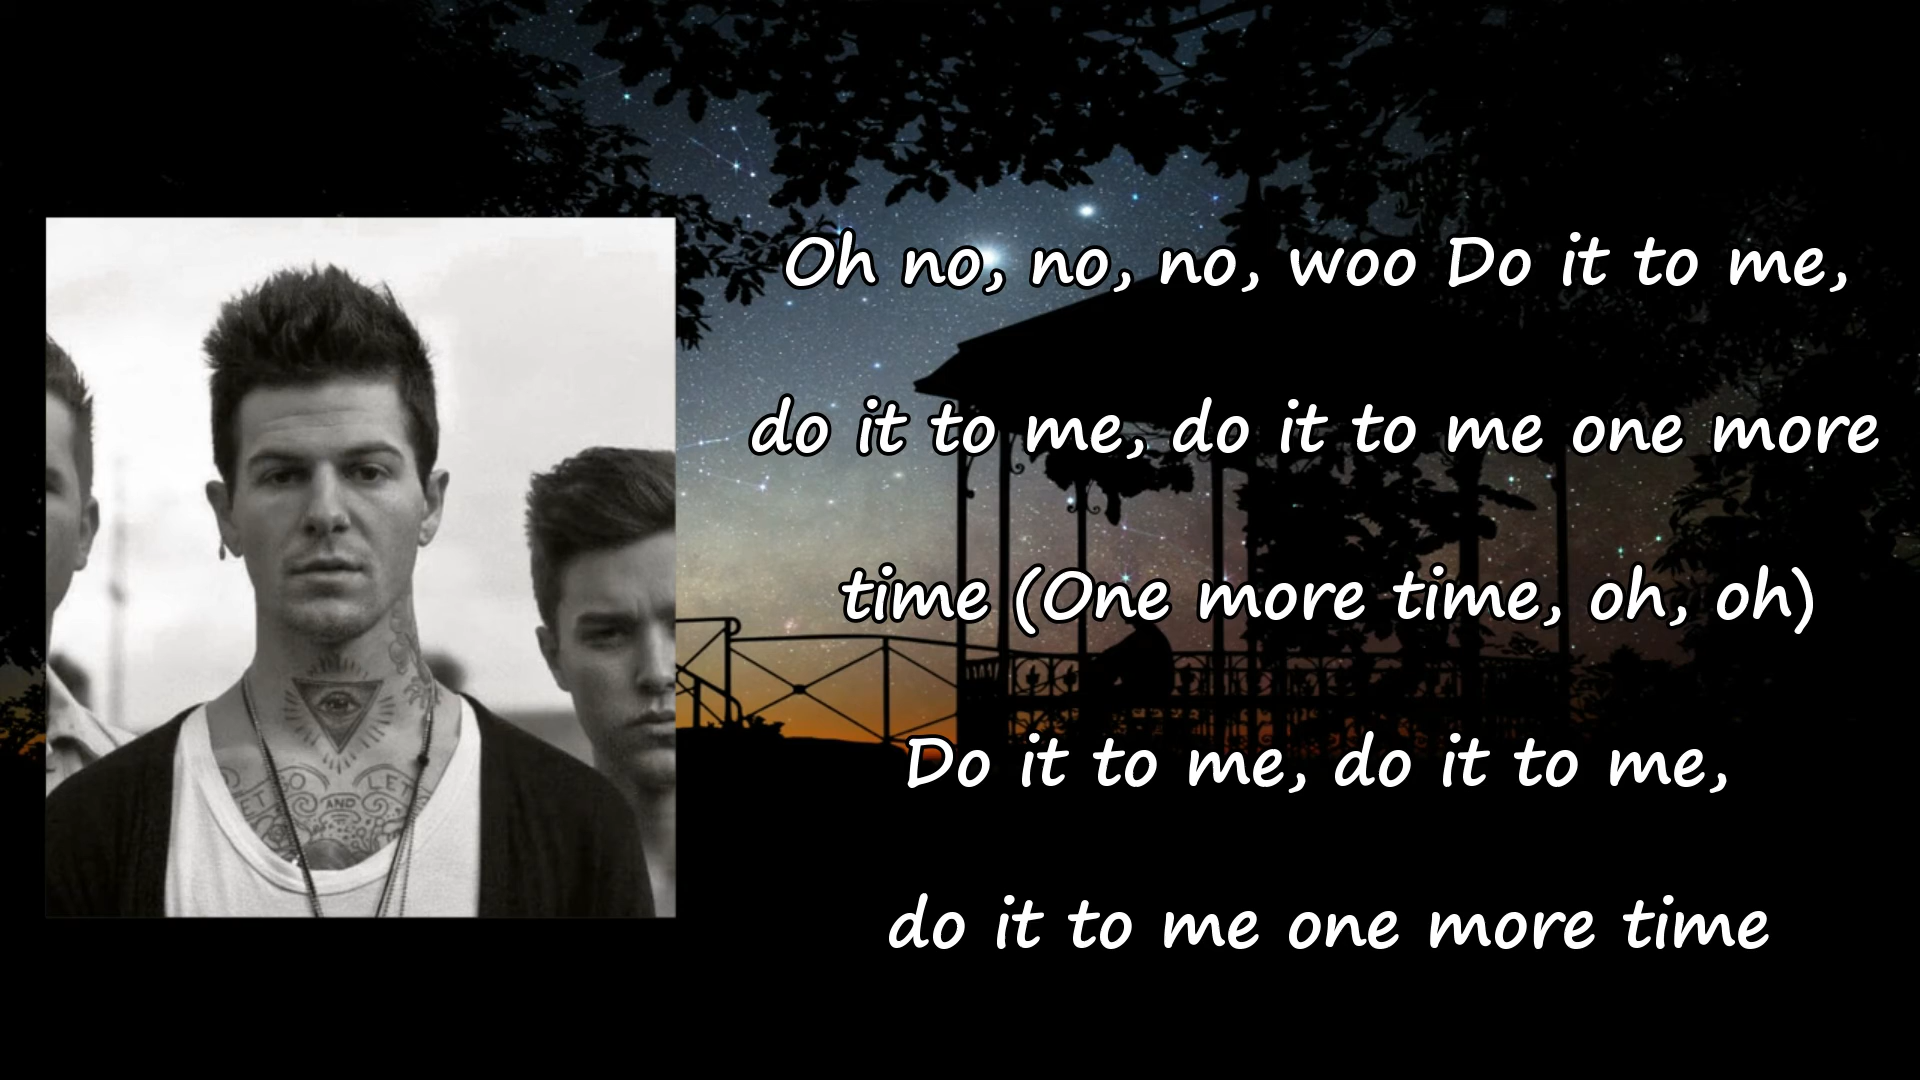 Oh no, no, no, woo Do it to me,
do it to me, do it to me one more
time (One more time, oh, oh)
Do it to me, do it to me,
do it to me one more time
AND
LET